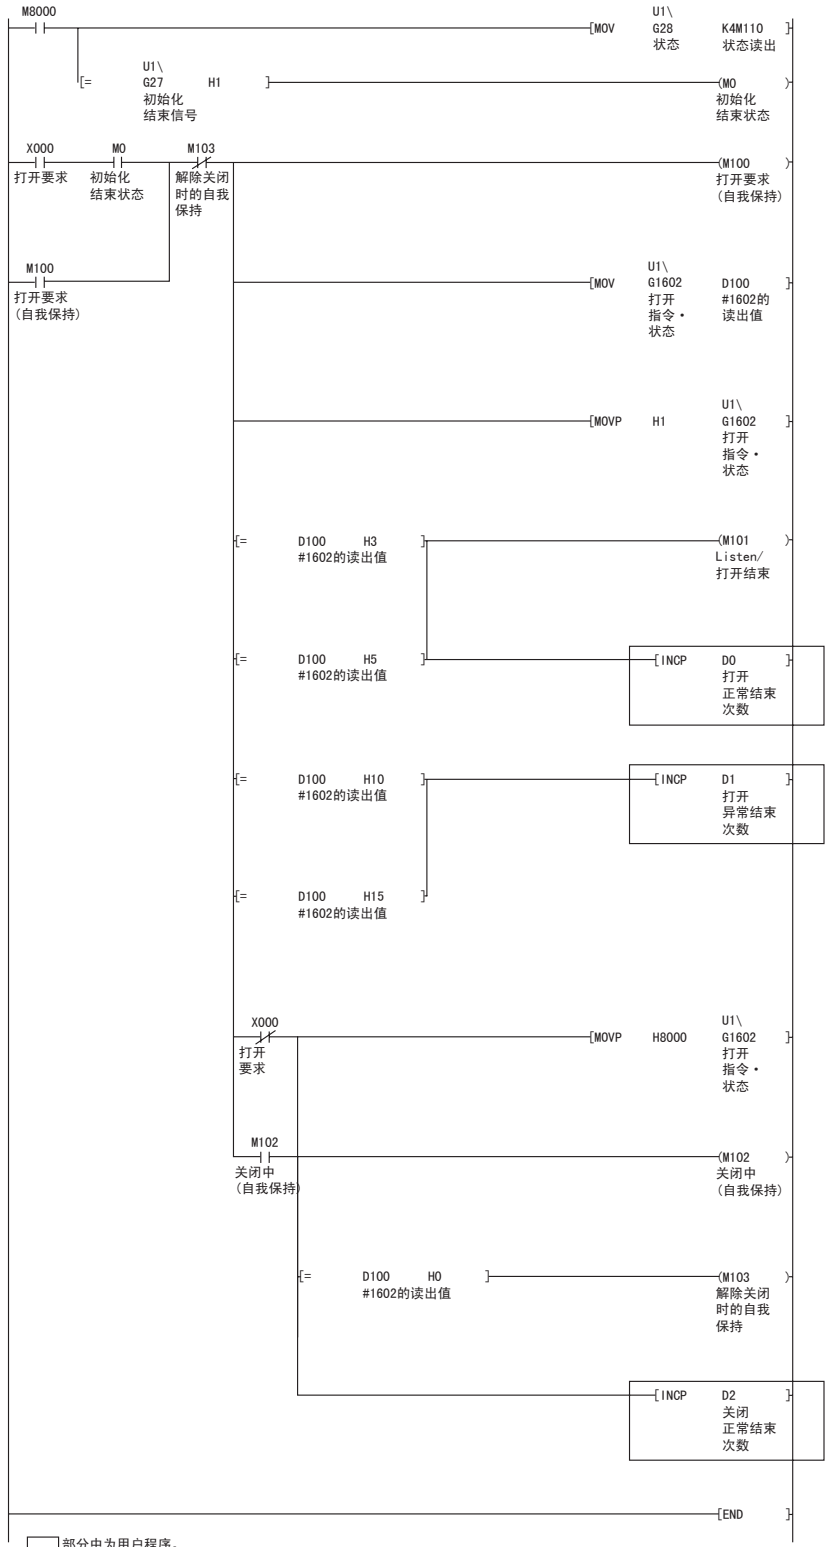 M8000
[MOV U1\ G28 K4M110 ]
状态 状态读出
[= U1\ G27 H1 ] (M0 )
初始化 初始化
结束信号 结束状态
X000 M0 M103 (M100 )
打开要求 初始化 解除关闭 打开要求
结束状态 时的自我 (自我保持)
保持
M100
打开要求
(自我保持)
[MOV U1\ G1602 D100 ]
打开 #1602的
指令・ 读出值
状态
[MOVP H1 U1\ G1602 ]
打开
指令・
状态
[= D100 H3 ] (M101 )
#1602的读出值 Listen/
打开结束
[= D100 H5 ] [INCP D0 ]
#1602的读出值 打开
正常结束
次数
[= D100 H10 ] [INCP D1 ]
#1602的读出值 打开
异常结束
次数
[= D100 H15 ]
#1602的读出值
X000 [MOVP H8000 U1\ G1602 ]
打开 打开
要求 指令・
状态
M102 (M102 )
关闭中 关闭中
(自我保持) (自我保持)
[= D100 H0 ] (M103 )
#1602的读出值 解除关闭
时的自我
保持
[INCP D2 ]
关闭
正常结束
次数
[END ]
部分中为用户程序。